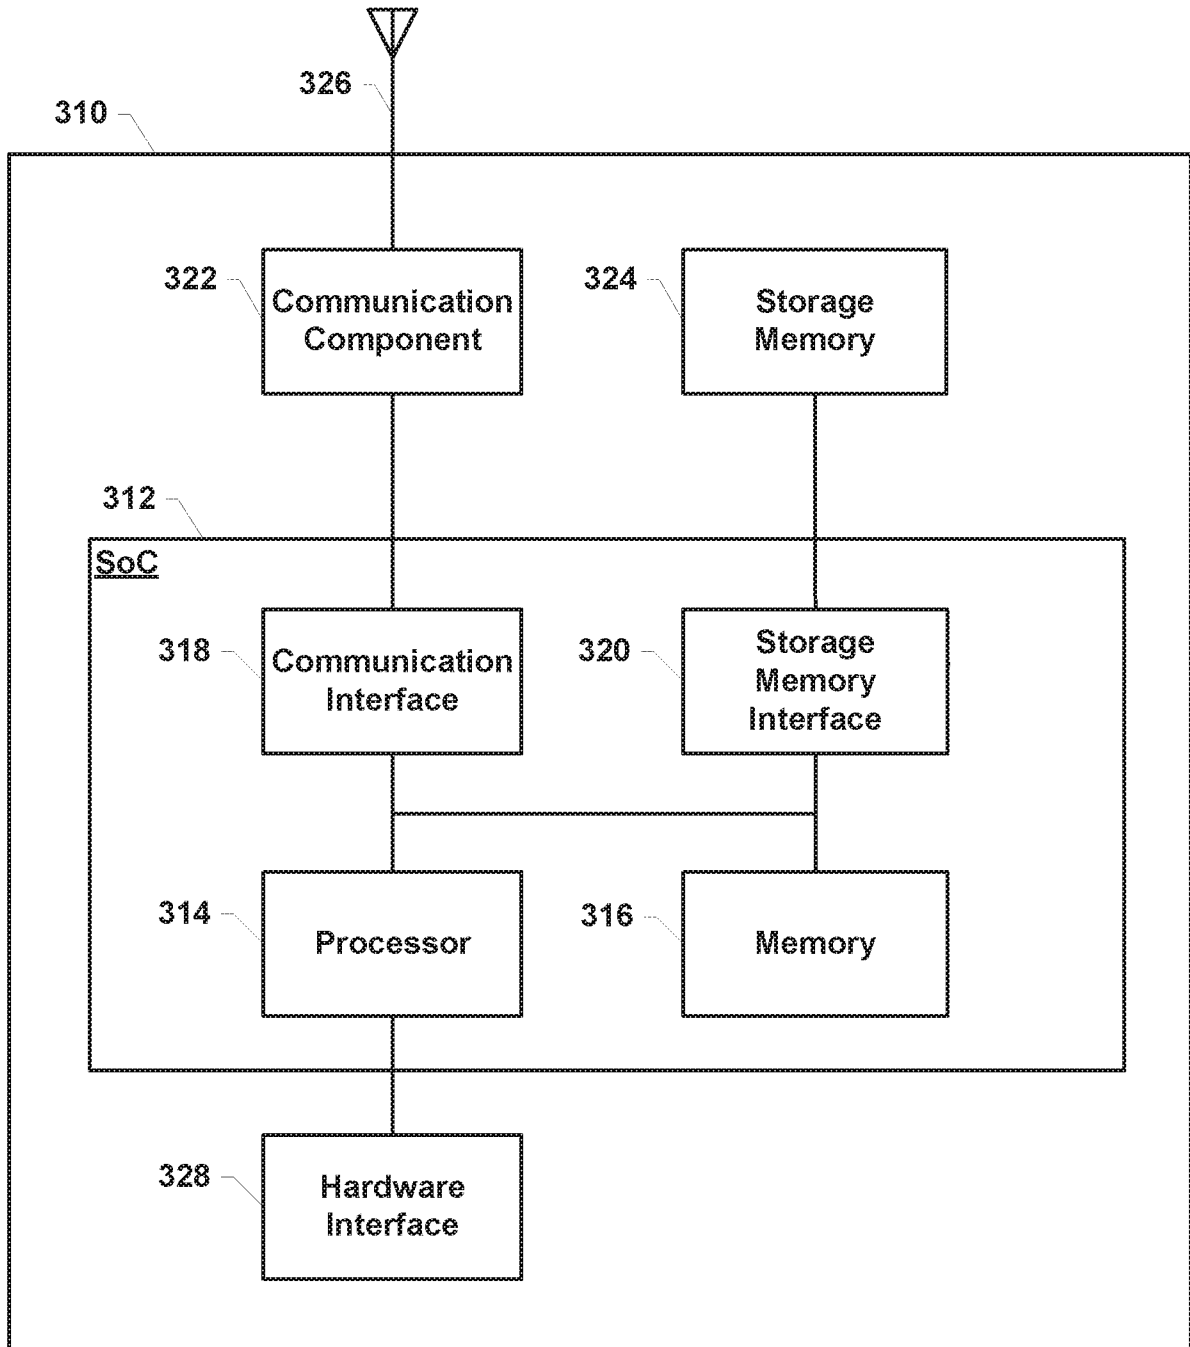 326
310
322
Communication
Component
324
Storage
Memory
312
SoC
318
Communication
Interface
320
Storage
Memory
Interface
314
Processor
316
Memory
328
Hardware
Interface